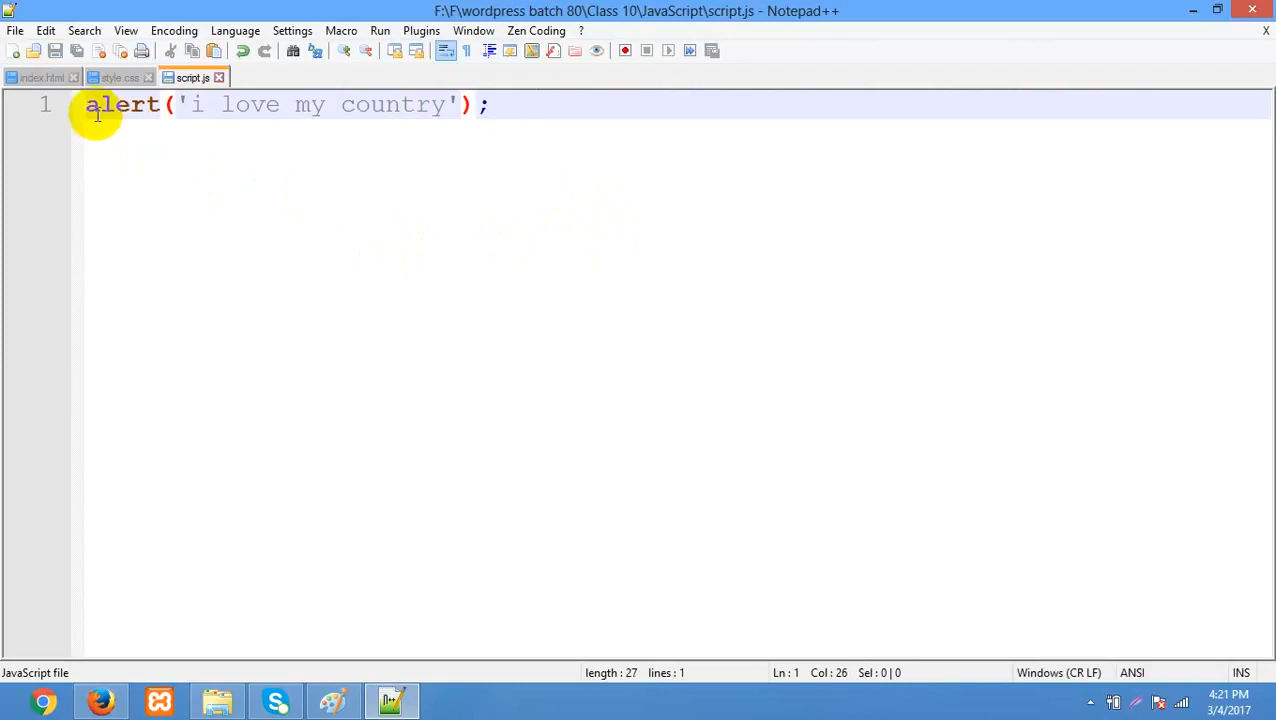 F:\F\wordpress batch 80\Class 10\JavaScript\script.js - Notepad++
File Edit Search View Encoding Language Settings Macro Run Plugins Window Zen Coding ? X
index.html style.css script.js
1 alert('i love my country');
JavaScript file length : 27 lines : 1 Ln : 1 Col : 26 Sel : 0 | 0 Windows (CR LF) ANSI INS
4:21 PM
3/4/2017